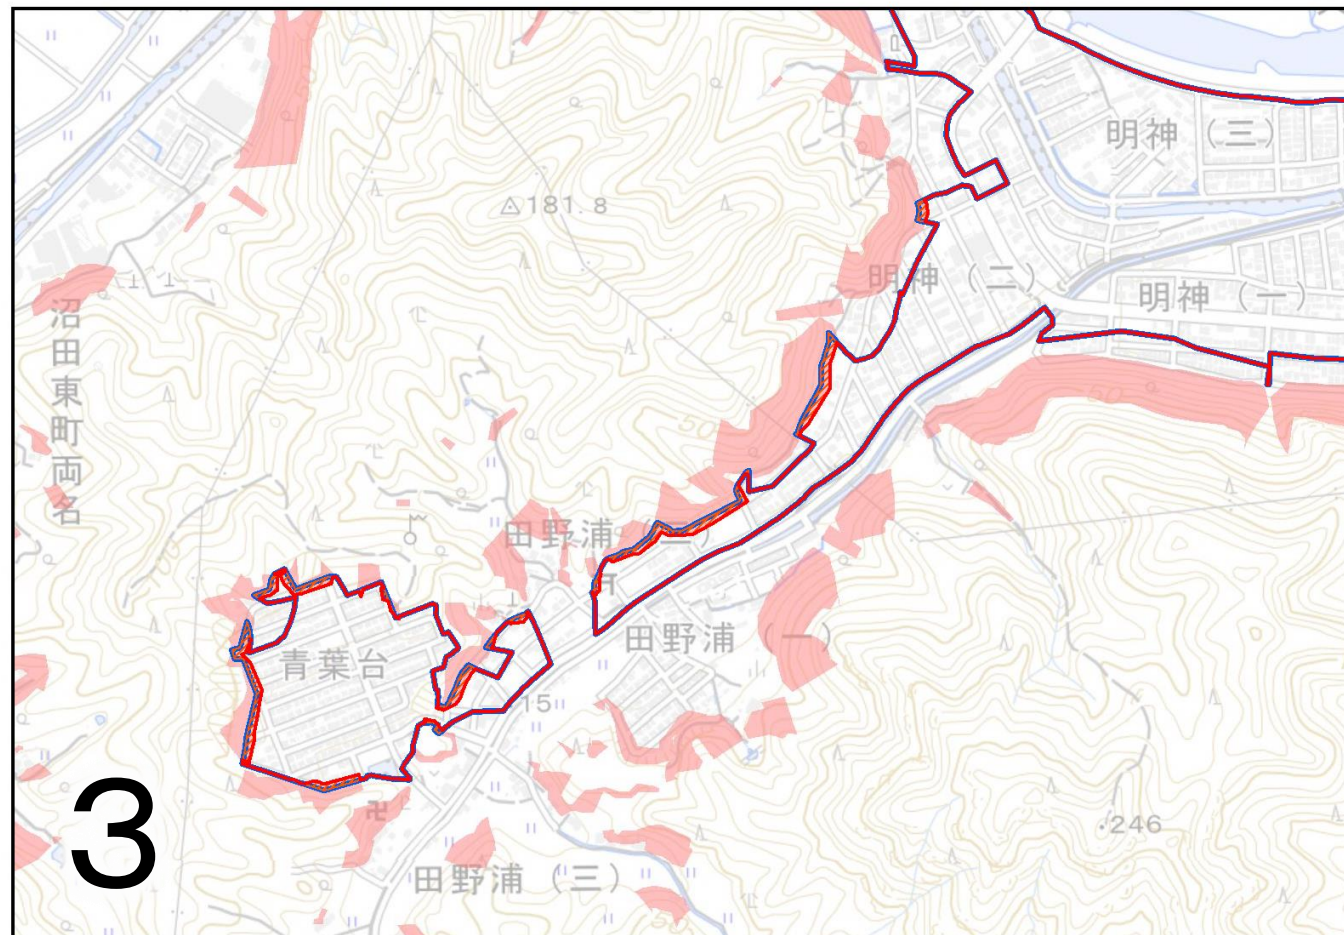 明神（三）
181.8
明神（二）
明神（一）
沼田東町両名
50
田野浦（二）
田野浦（一）
青葉台
15
3
246
田野浦（三）
50